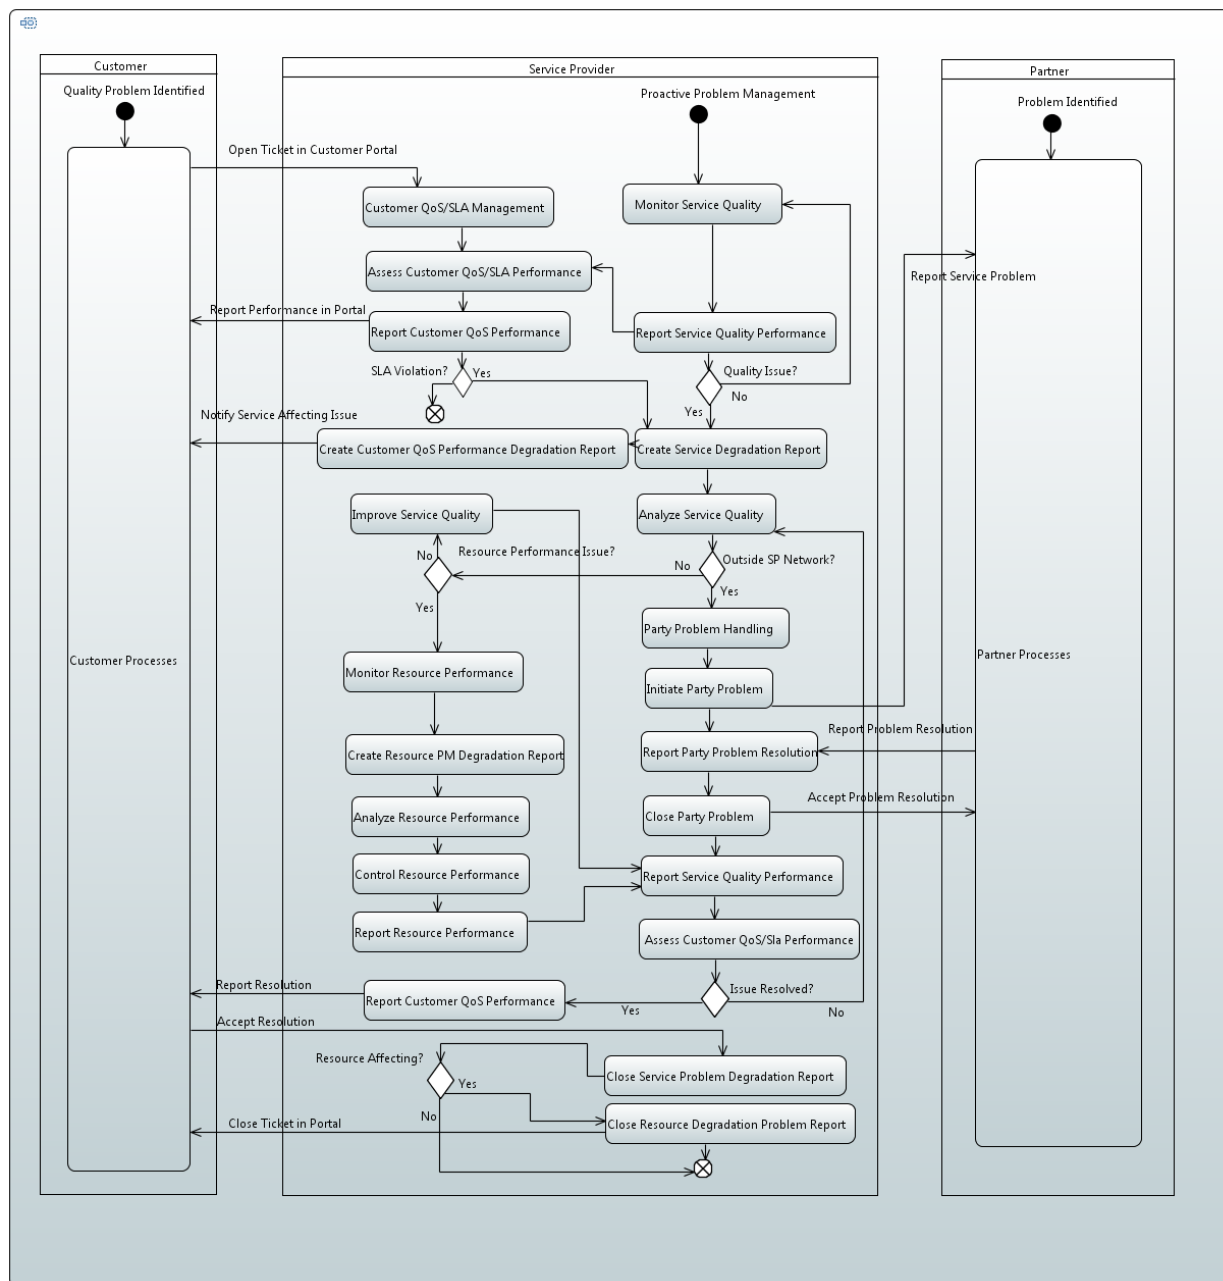 Customer
Service Provider
Partner
Quality Problem Identified
Proactive Problem Management
Problem Identified
Open Ticket in Customer Portal
Customer QoS/SLA Management
Monitor Service Quality
Assess Customer QoS/SLA Performance
Report Service Problem
Report Performance in Portal
Report Customer QoS Performance
Report Service Quality Performance
SLA Violation?
Yes
Quality Issue?
No
Yes
Notify Service Affecting Issue
Create Customer QoS Performance Degradation Report
Create Service Degradation Report
Improve Service Quality
Analyze Service Quality
No
Resource Performance Issue?
No
Outside SP Network?
Yes
Yes
Party Problem Handling
Customer Processes
Partner Processes
Monitor Resource Performance
Initiate Party Problem
Report Problem Resolution
Create Resource PM Degradation Report
Report Party Problem Resolution
Accept Problem Resolution
Analyze Resource Performance
Close Party Problem
Control Resource Performance
Report Service Quality Performance
Report Resource Performance
Assess Customer QoS/Sla Performance
Report Resolution
Report Customer QoS Performance
Issue Resolved?
Yes
No
Accept Resolution
Resource Affecting?
Yes
Close Service Problem Degradation Report
No
Close Ticket in Portal
Close Resource Degradation Problem Report